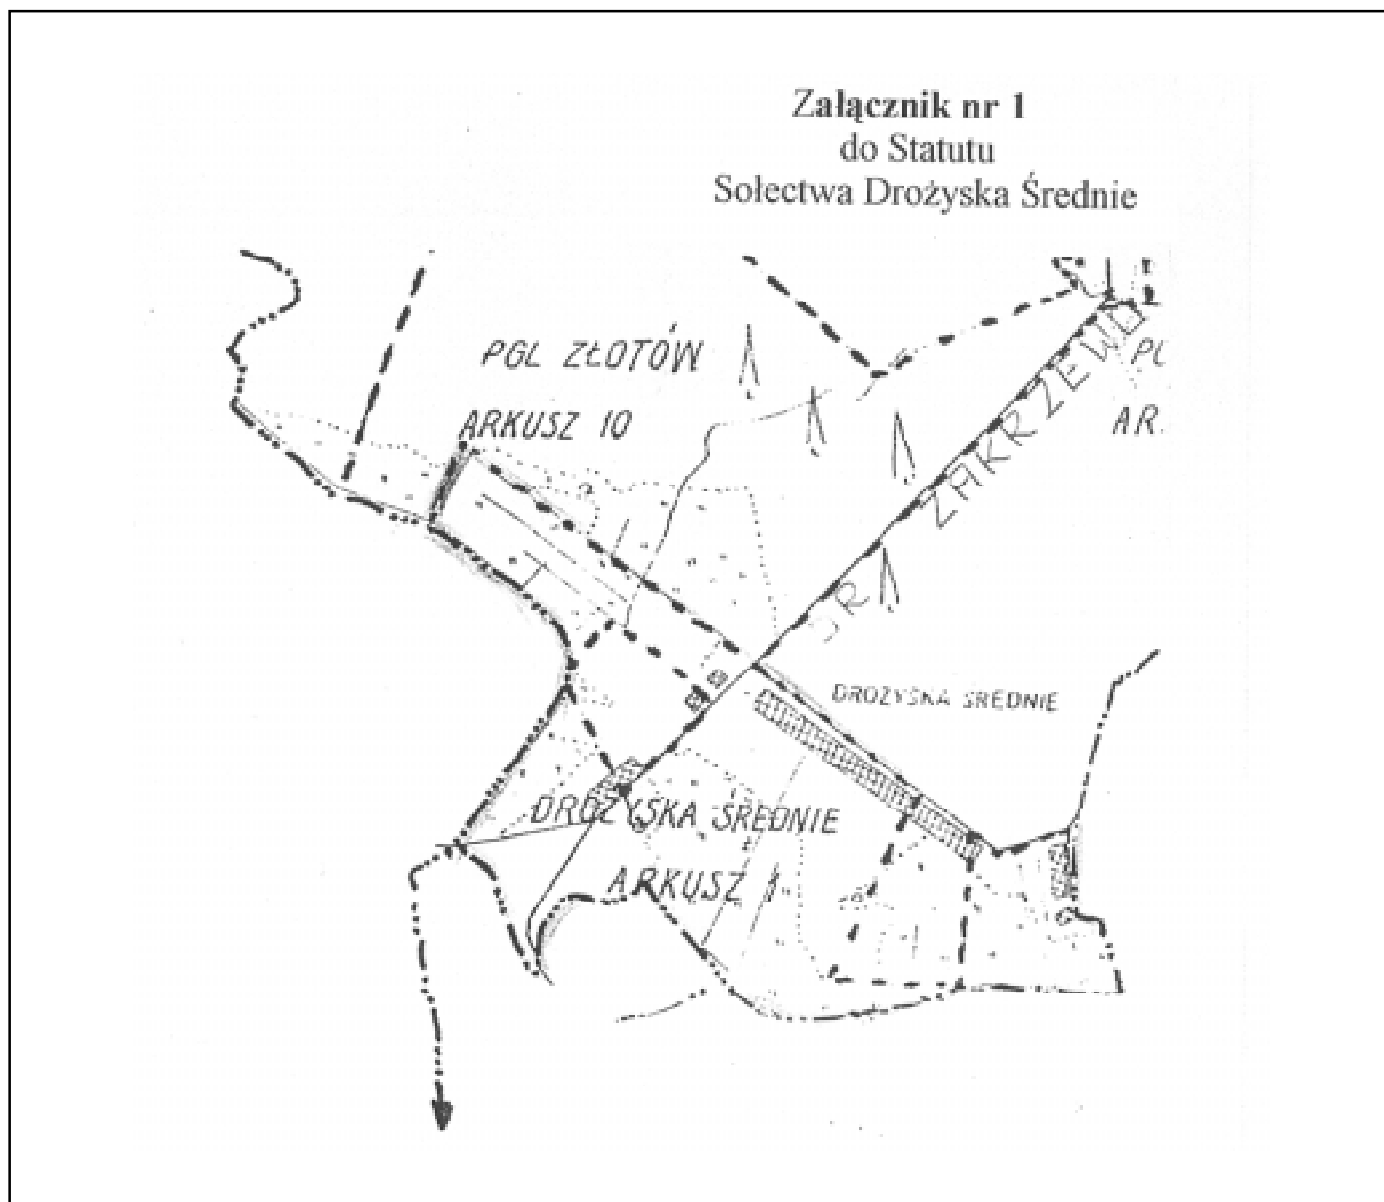 Załącznik nr 1
do Statutu
Sołectwa Drożyska Średnie
PGL ZŁOTÓW
ARKUSZ 10
AR.
ZAKRZEWO
DROŻYSKA ŚREDNIE
DROŻYSKA ŚREDNIE
ARKUSZ 1